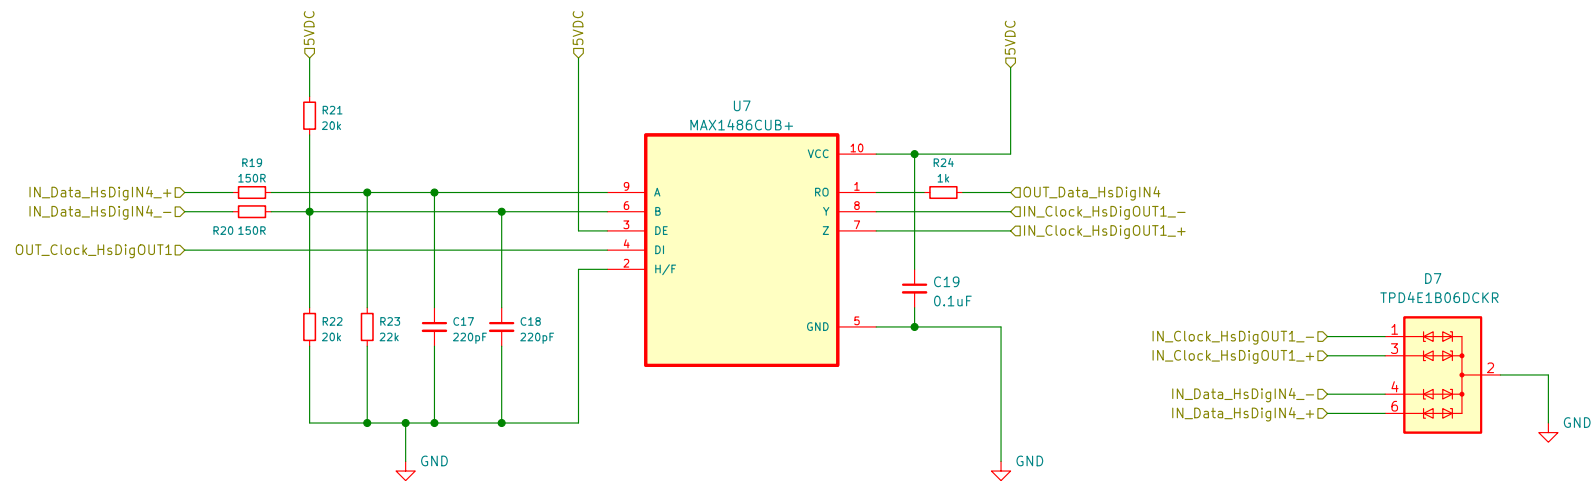 5VDC
5VDC
5VDC
R21
20k
U7
MAX1486CUB+
VCC
10
R19
150R
IN_Data_HsDigIN4_+
9
A
RO
1
R24
1k
OUT_Data_HsDigIN4
IN_Data_HsDigIN4_-
6
B
Y
8
IN_Clock_HsDigOUT1_-
R20 150R
3
DE
Z
7
IN_Clock_HsDigOUT1_+
OUT_Clock_HsDigOUT1
4
DI
2
H/F
C19
0.1uF
R22
20k
R23
22k
C17
220pF
C18
220pF
GND
5
GND
GND
D7
TPD4E1B06DCKR
IN_Clock_HsDigOUT1_-
1
IN_Clock_HsDigOUT1_+
3
2
IN_Data_HsDigIN4_-
4
IN_Data_HsDigIN4_+
6
GND